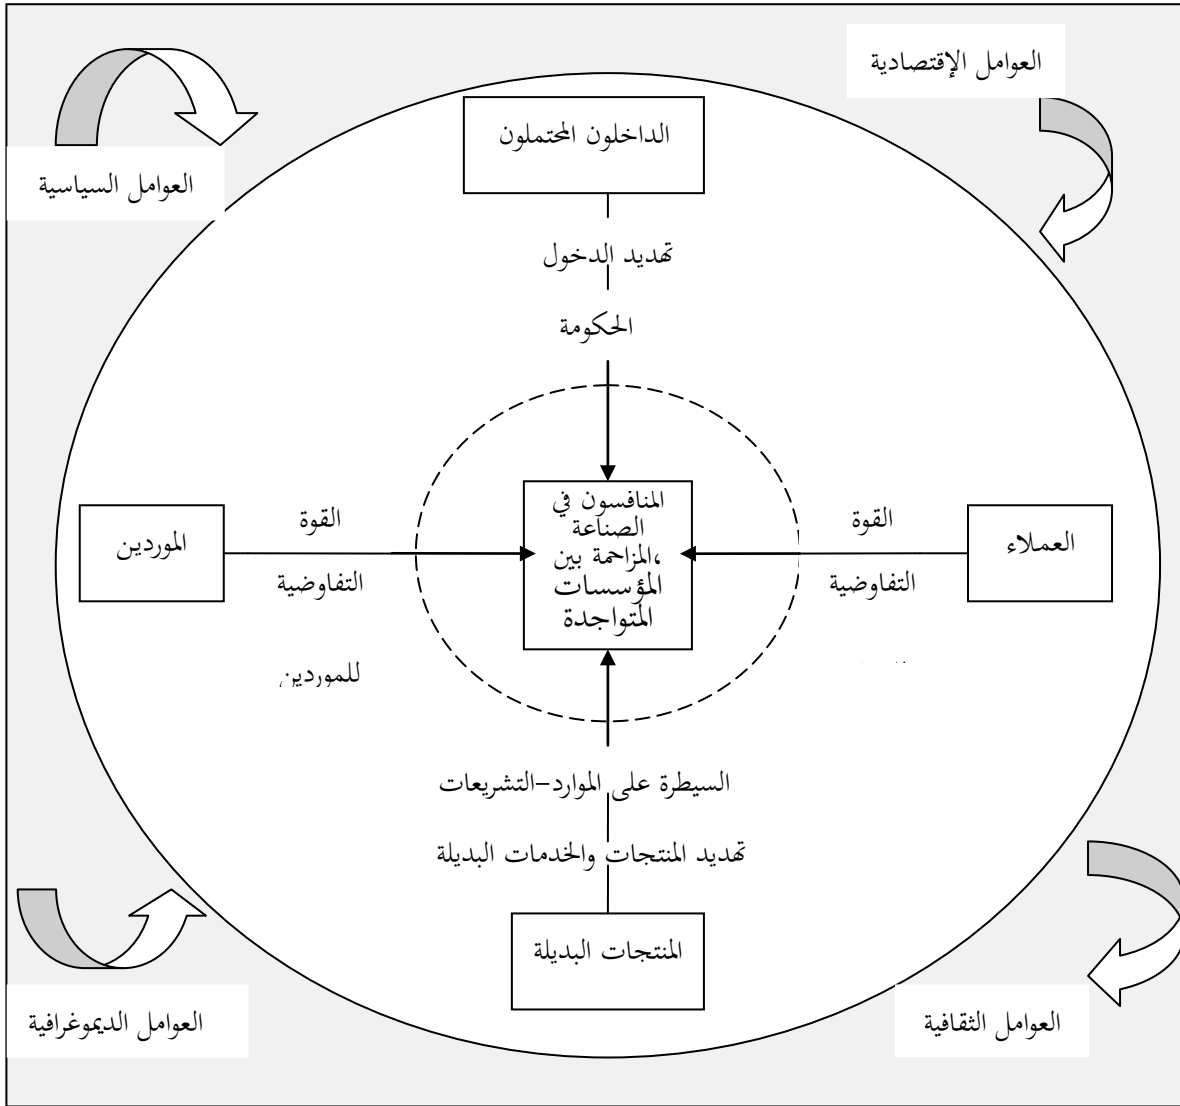 العوامل الإقتصادية
العوامل السياسية
الداخلون المحتملون
تهديد الدخول
الحكومة
العملاء
القوة
التفاوضية
المنافسون في
الصناعة
،المزاحمة بين
المؤسسات
المتواجدة
القوة
التفاوضية
للموردين
الموردين
السيطرة على الموارد-التشريعات
تهديد المنتجات والخدمات البديلة
المنتجات البديلة
العوامل الثقافية
العوامل الديموغرافية